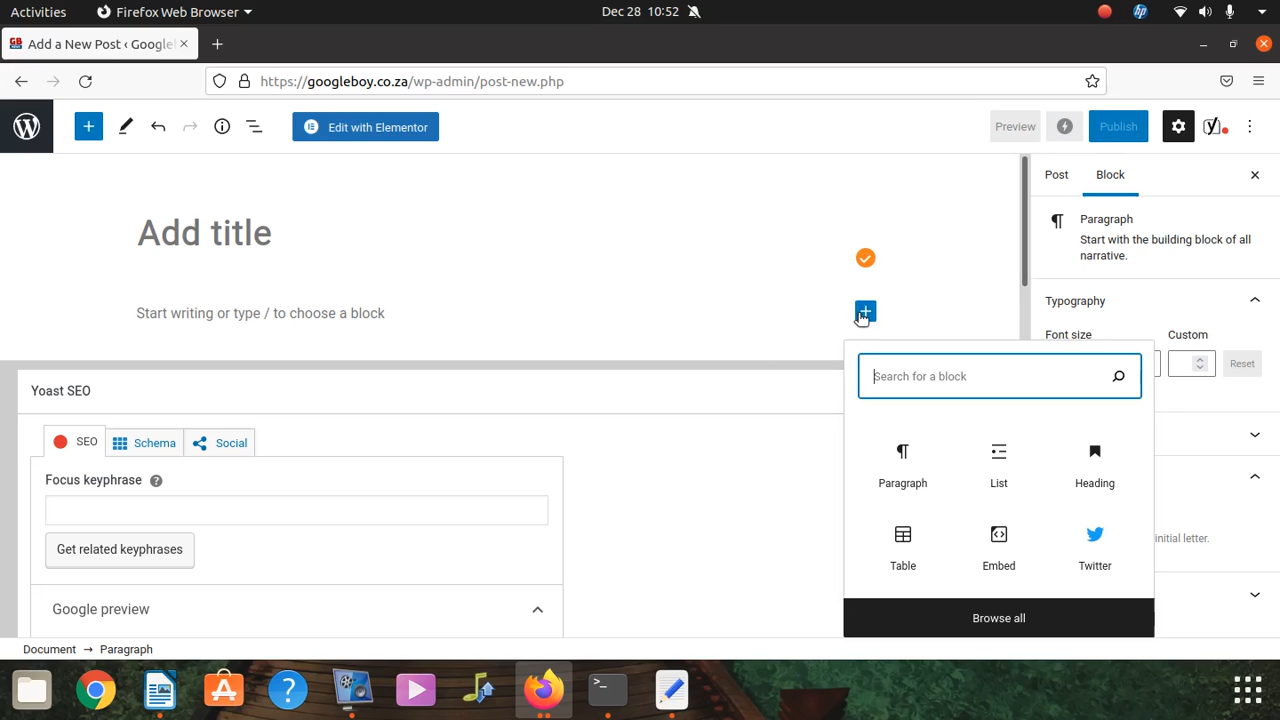 Activities
Firefox Web Browser
Dec 28 10:52
hp
GB
Add a New Post ‹ Googlel
https://googleboy.co.za/wp-admin/post-new.php
Edit with Elementor
Preview
Publish
Post
Block
Add title
Paragraph
Start with the building block of all
narrative.
Start writing or type / to choose a block
Typography
Font size
Custom
Reset
Search for a block
Yoast SEO
SEO
Schema
Social
Paragraph
List
Heading
Focus keyphrase
?
Get related keyphrases
initial letter.
Table
Embed
Twitter
Google preview
Browse all
Document → Paragraph